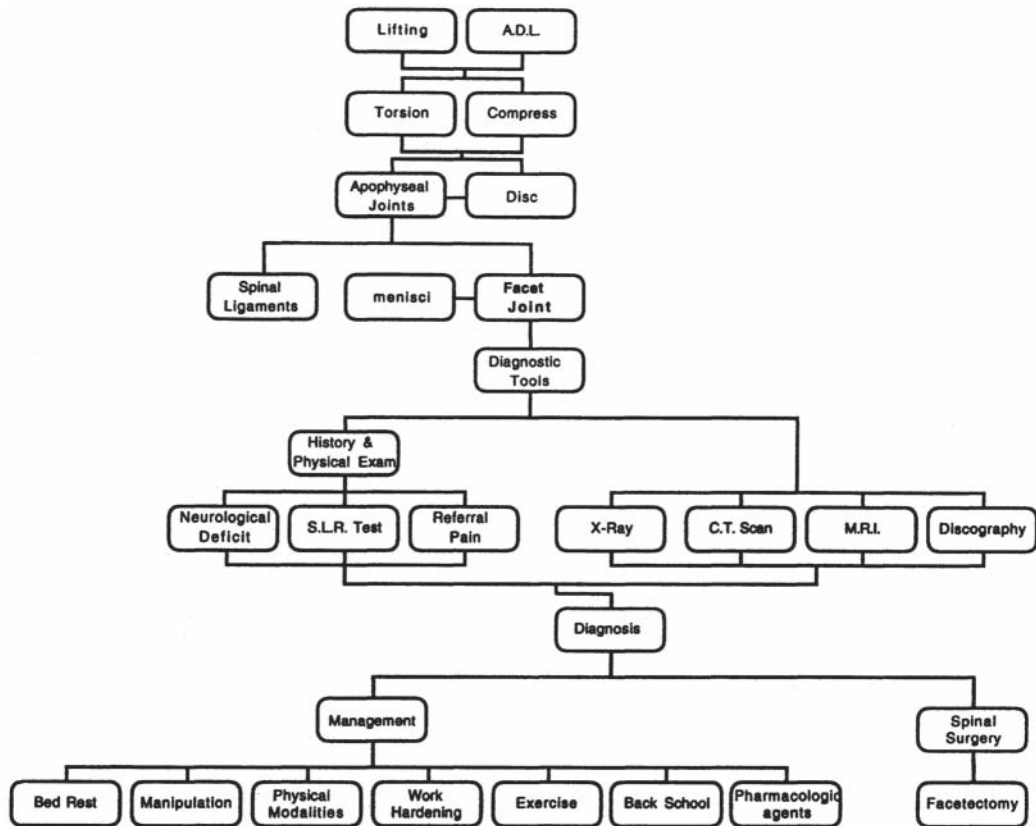 Lifting
A.D.L.
Torsion
Compress
Apophyseal
Joints
Disc
Spinal
Ligaments
menisci
Facet
Joint
Diagnostic
Tools
History &
Physical Exam
Neurological
Deficit
S.L.R. Test
Referral
Pain
X-Ray
C.T. Scan
M.R.I.
Discography
Diagnosis
Management
Spinal
Surgery
Bed Rest
Manipulation
Physical
Modalities
Work
Hardening
Exercise
Back School
Pharmacologic
agents
Facetectomy